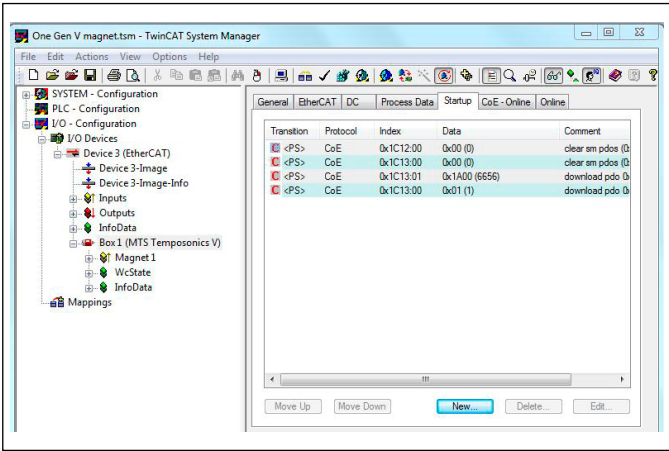 One Gen V magnet.tsm - TwinCAT System Manager
File Edit Actions View Options Help
SYSTEM - Configuration
PLC - Configuration
I/O - Configuration
I/O Devices
Device 3 (EtherCAT)
Device 3-Image
Device 3-Image-Info
Inputs
Outputs
InfoData
Box 1 (MTS Temposonics V)
Magnet 1
WcState
InfoData
Mappings
General EtherCAT DC Process Data Startup CoE - Online Online
Transition Protocol Index Data Comment
C <PS> CoE 0x1C12:00 0x00 (0) clear sm pdos (0x
C <PS> CoE 0x1C13:00 0x00 (0) clear sm pdos (0x
C <PS> CoE 0x1C13:01 0x1A00 (6656) download pdo 0x
C <PS> CoE 0x1C13:00 0x01 (1) download pdo 0x
Move Up Move Down New... Delete... Edit...